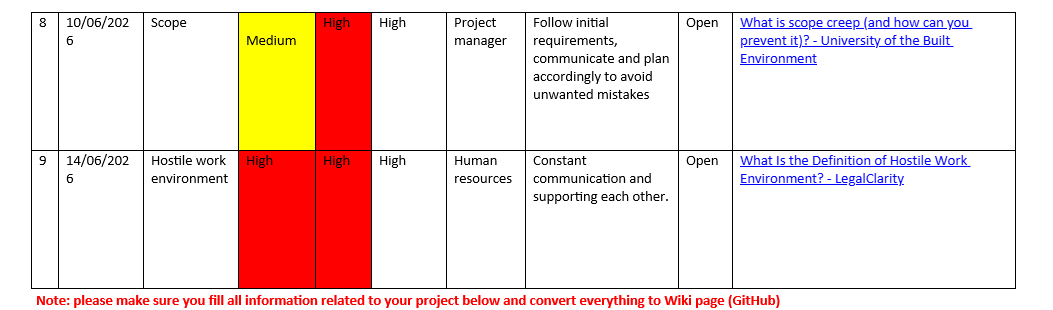 8 10/06/202 Scope High High Project Follow initial Open What is scope creep (and how can you
6 Medium manager requirements, prevent it)? - University of the Built
communicate and plan Environment
accordingly to avoid
unwanted mistakes
9 14/06/202 Hostile work High High High Human Constant Open What Is the Definition of Hostile Work
6 environment resources communication and Environment? - LegalClarity
supporting each other.
Note: please make sure you fill all information related to your project below and convert everything to Wiki page (GitHub)